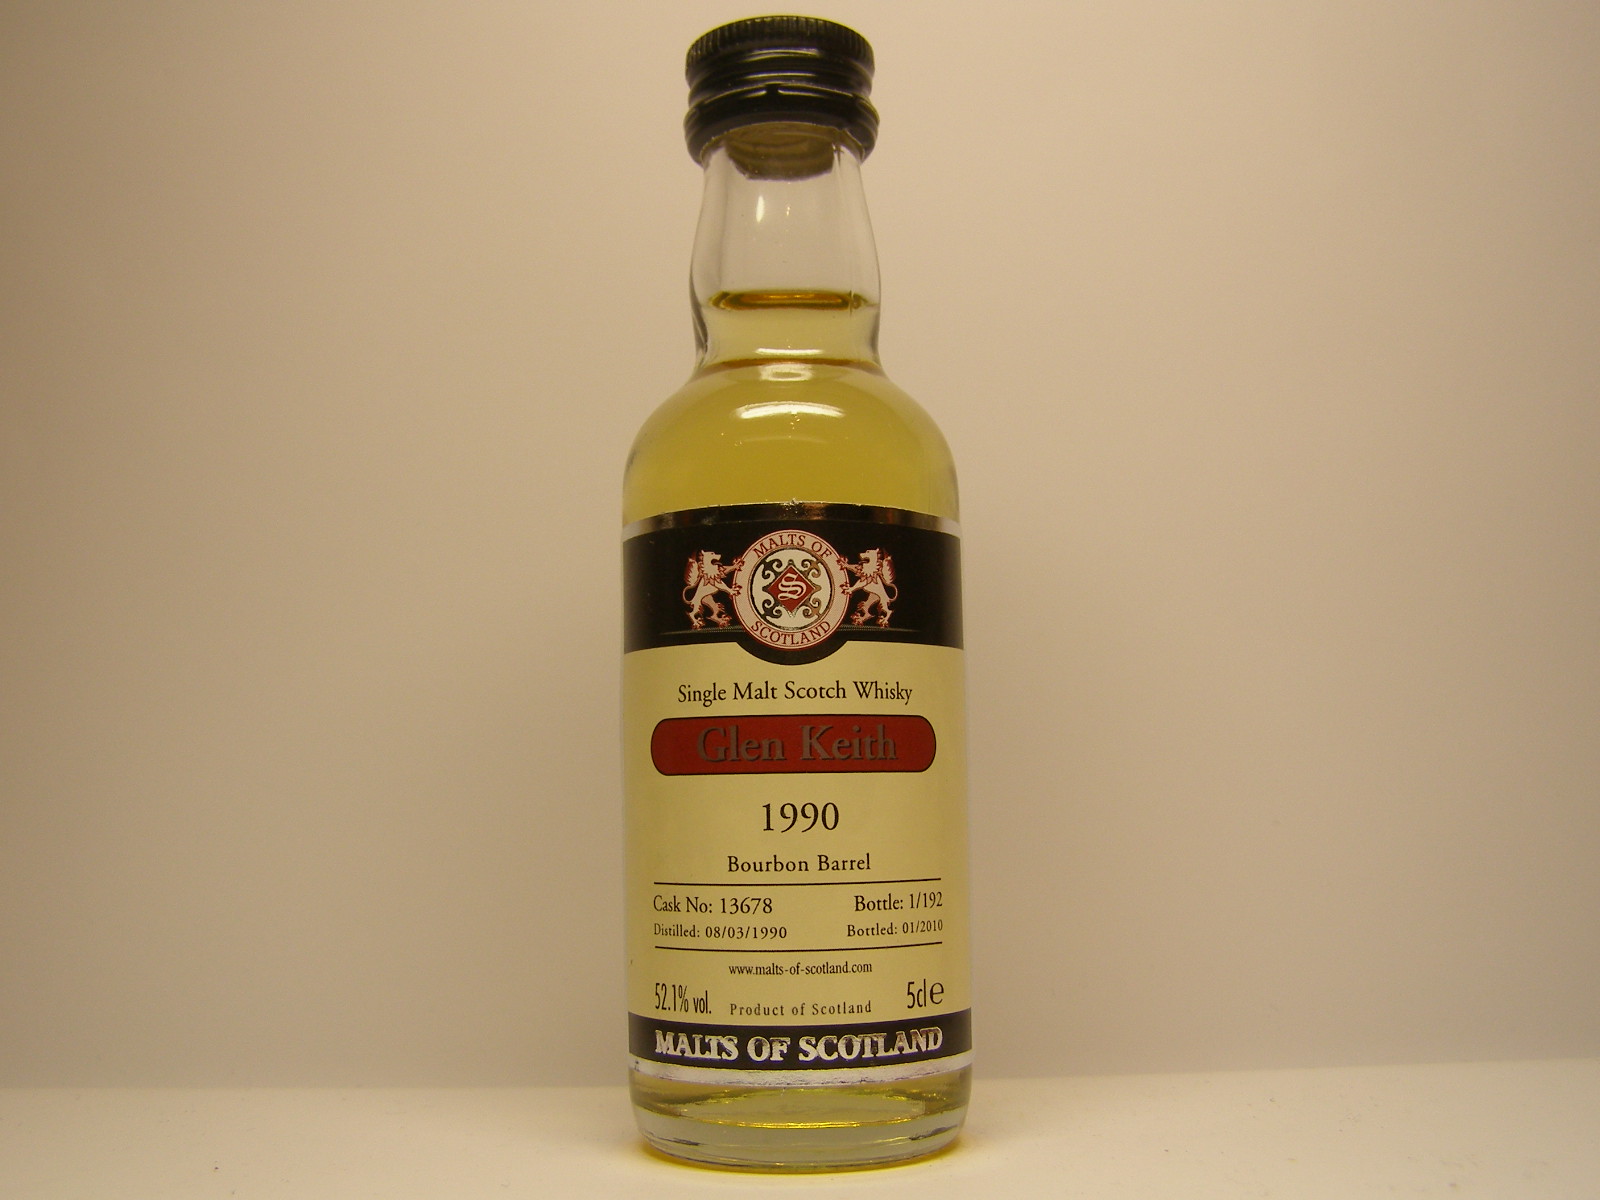 MALTS OF
S
SCOTLAND
Single Malt Scotch Whisky
Glen Keith
1990
Bourbon Barrel
Cask No: 13678 Bottle: 1/192
Distilled: 08/03/1990 Bottled: 01/2010
www.malts-of-scotland.com
52.1% vol. Product of Scotland 5cl e
MALTS OF SCOTLAND